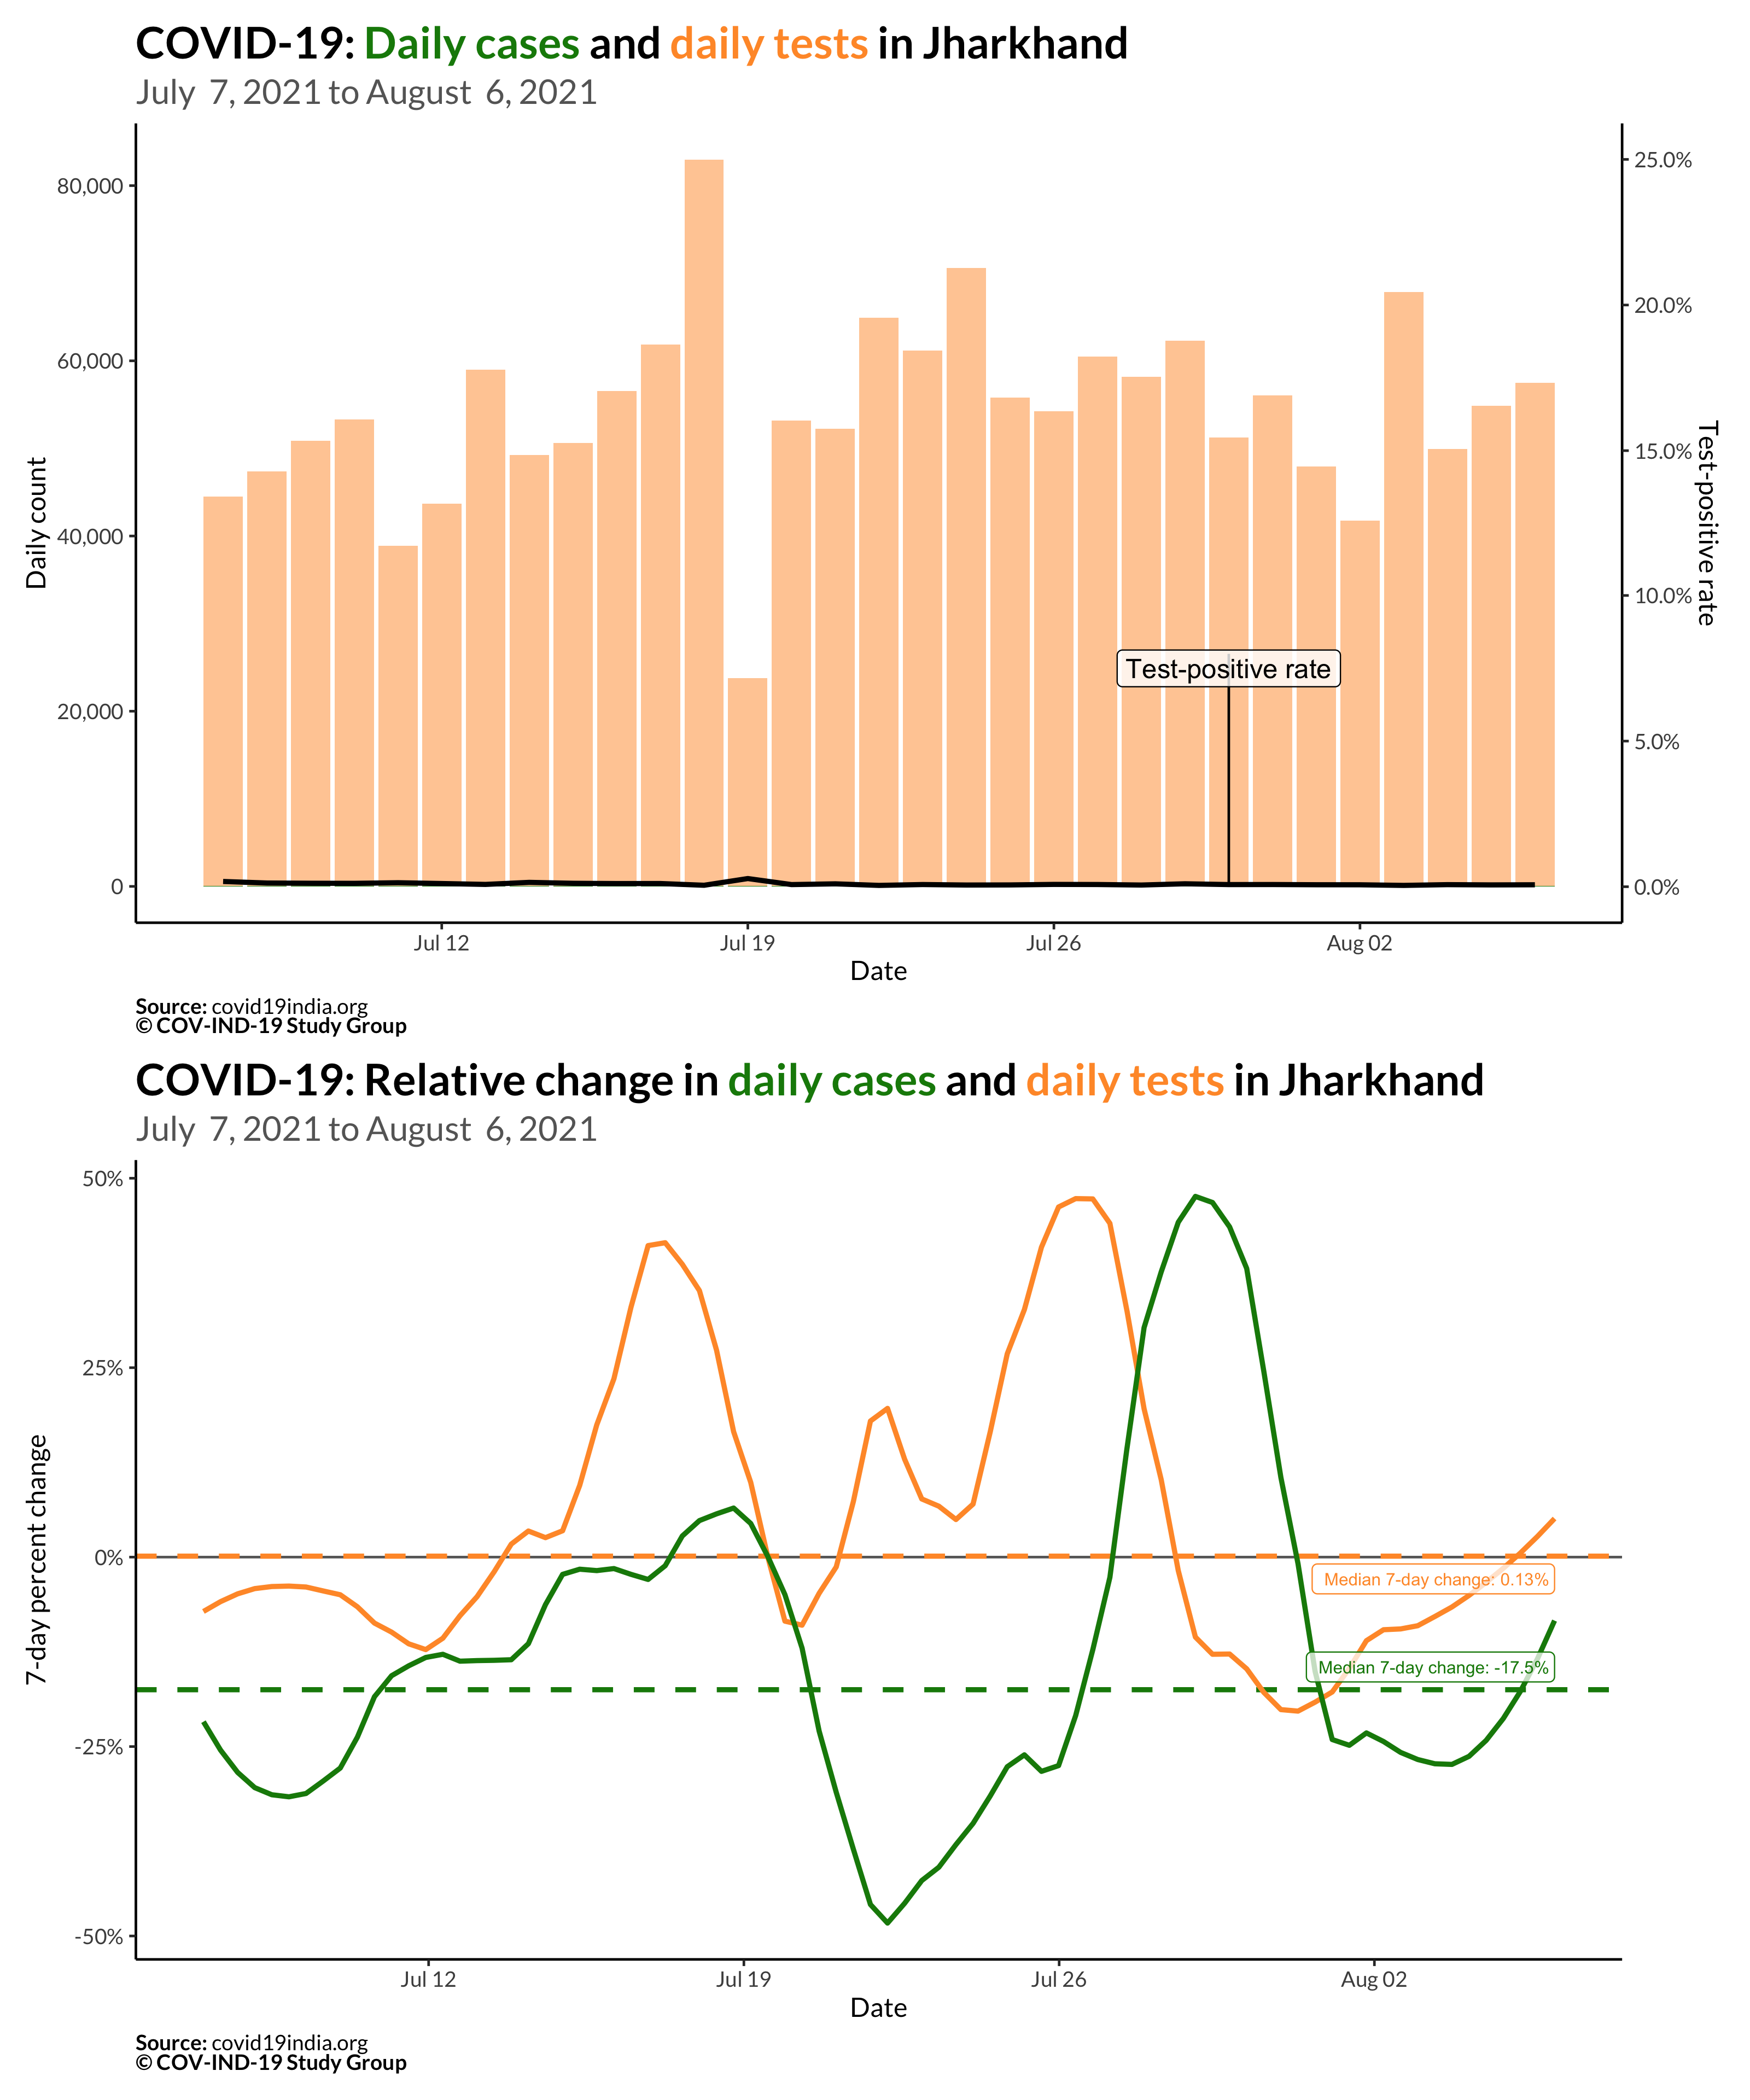 COVID-19: Daily cases and daily tests in Jharkhand
July 7, 2021 to August 6, 2021
80,000
60,000
40,000
20,000
0
Daily count
25.0%
20.0%
15.0%
10.0%
5.0%
0.0%
Test-positive rate
Test-positive rate
Jul 12
Jul 19
Jul 26
Aug 02
Date
Source: covid19india.org
© COV-IND-19 Study Group
COVID-19: Relative change in daily cases and daily tests in Jharkhand
July 7, 2021 to August 6, 2021
50%
25%
0%
-25%
-50%
7-day percent change
Median 7-day change: 0.13%
Median 7-day change: -17.5%
Jul 12
Jul 19
Jul 26
Aug 02
Date
Source: covid19india.org
© COV-IND-19 Study Group